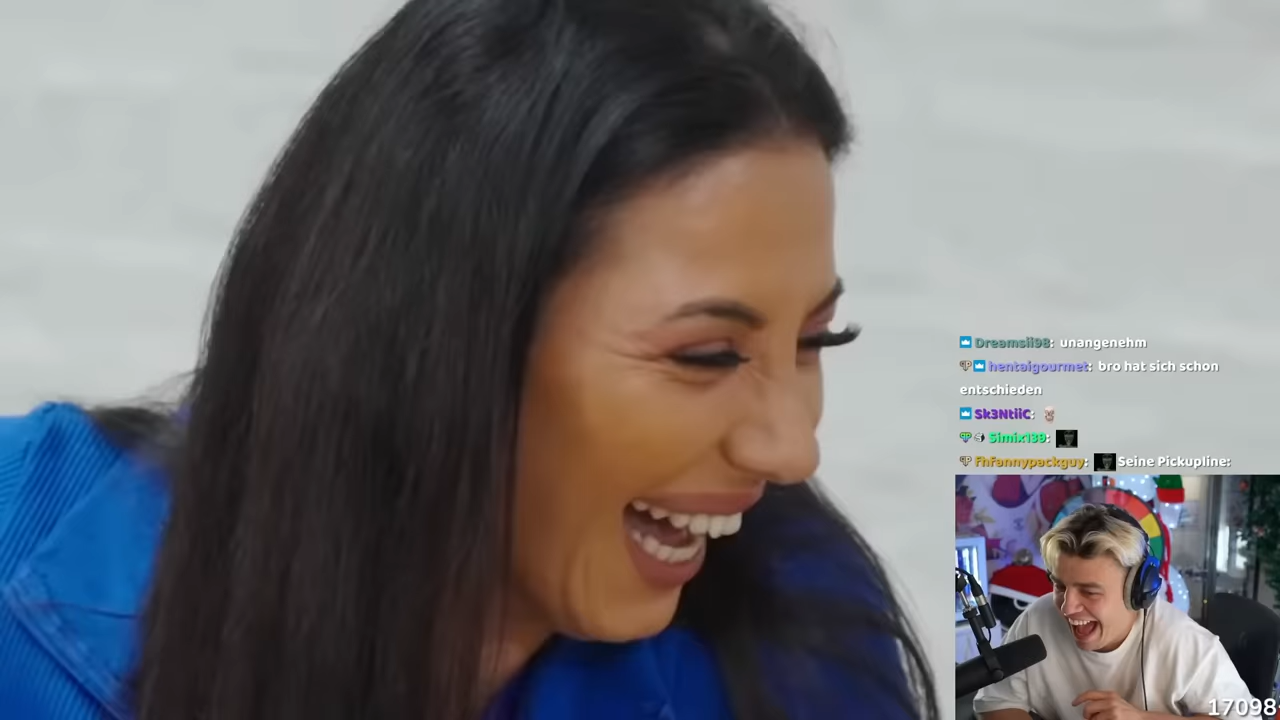 Dreamsii98: unangenehm
hentaigourmet: bro hat sich schon
entschieden
Sk3NtiiC:
Simix139:
Fhfannypackguy: Seine Pickupline:
17098